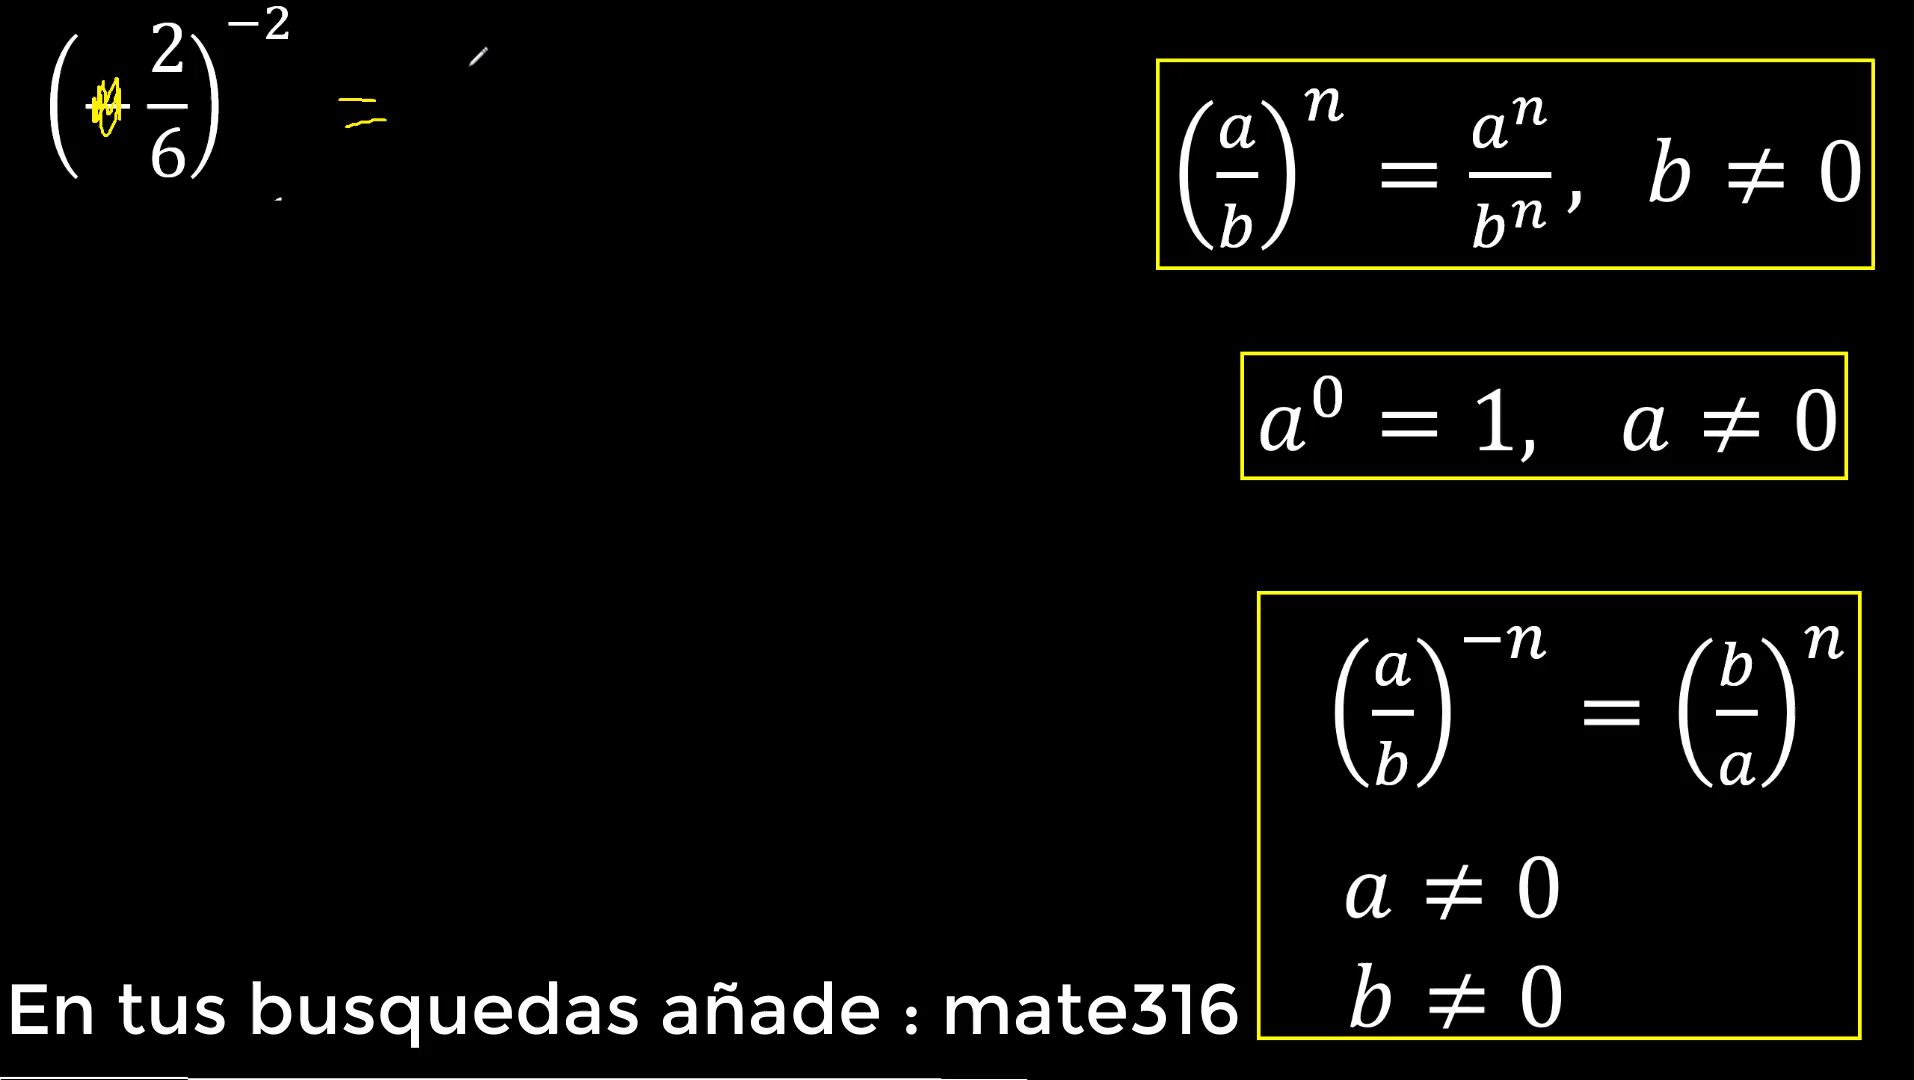 (- 2/6)^-2 =
(a/b)^n = a^n/b^n, b ≠ 0
a^0 = 1, a ≠ 0
(a/b)^-n = (b/a)^n
a ≠ 0
b ≠ 0
En tus busquedas añade : mate316